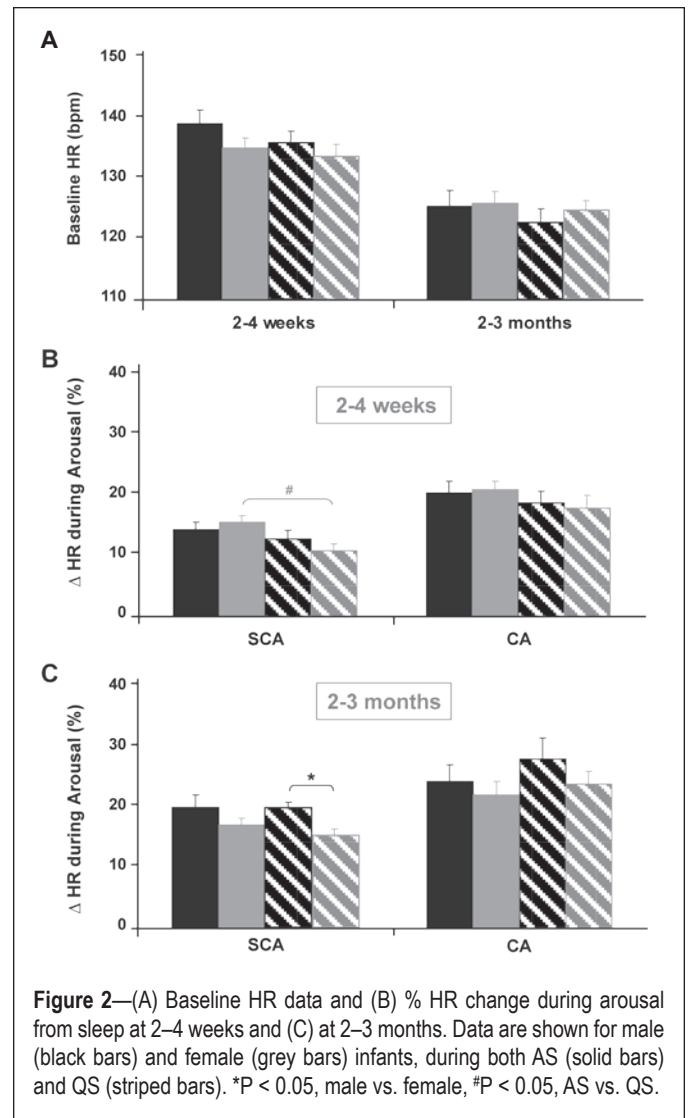 A
150
140
130
120
110
Baseline HR (bpm)
2-4 weeks
2-3 months
B
40
30
20
10
0
Δ HR during Arousal (%)
2-4 weeks
#
SCA
CA
C
40
30
20
10
0
Δ HR during Arousal (%)
2-3 months
*
SCA
CA
Figure 2—(A) Baseline HR data and (B) % HR change during arousal
from sleep at 2–4 weeks and (C) at 2–3 months. Data are shown for male
(black bars) and female (grey bars) infants, during both AS (solid bars)
and QS (striped bars). *P < 0.05, male vs. female, #P < 0.05, AS vs. QS.